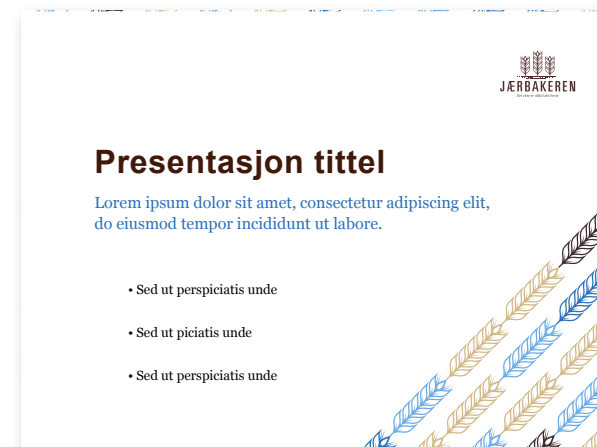 JÆRBAKEREN
Presentasjon tittel
Lorem ipsum dolor sit amet, consectetur adipiscing elit,
do eiusmod tempor incididunt ut labore.
• Sed ut perspiciatis unde
• Sed ut piciatis unde
• Sed ut perspiciatis unde